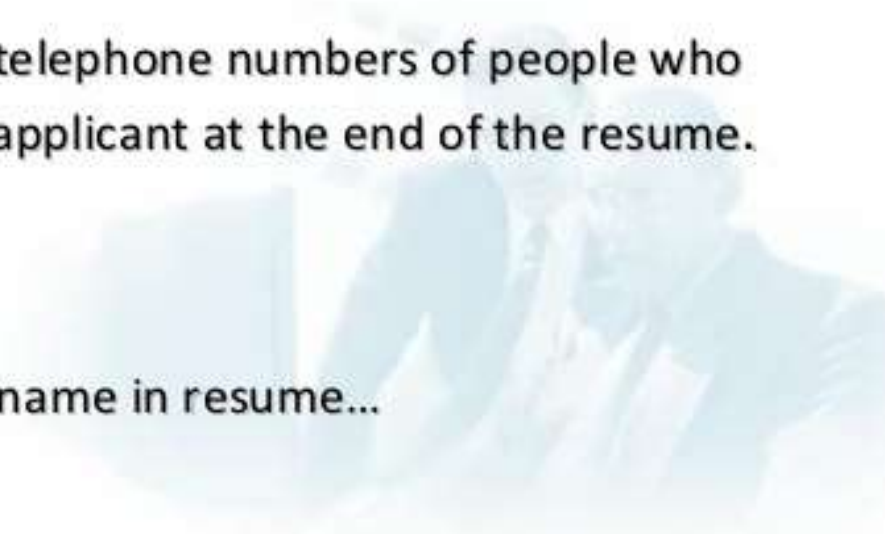 telephone numbers of people who
applicant at the end of the resume.
name in resume...